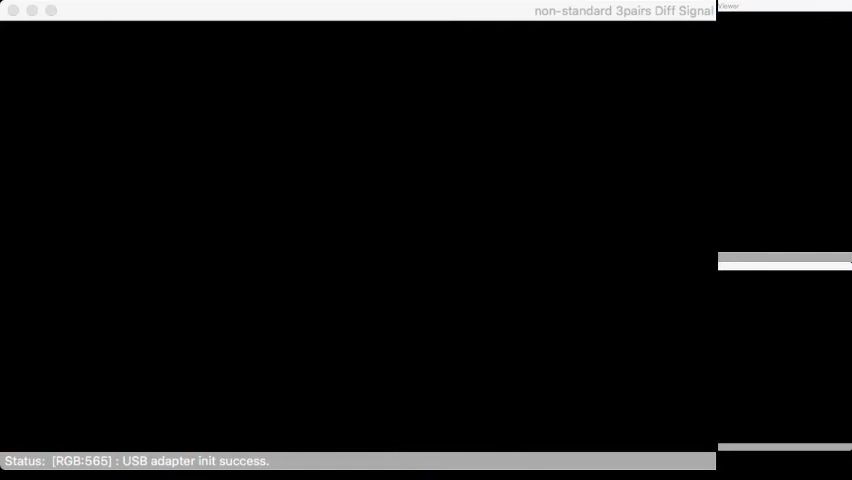 non-standard 3pairs Diff Signal
Viewer
Status: [RGB:565] : USB adapter init success.